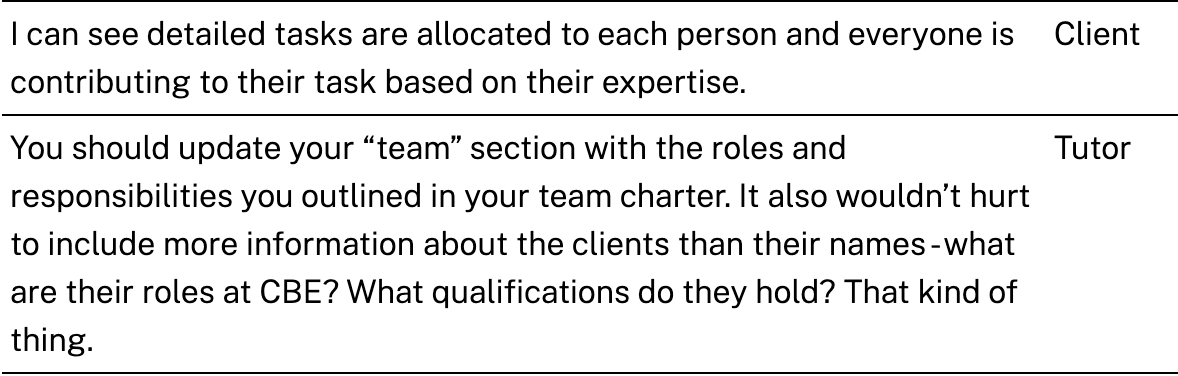 I can see detailed tasks are allocated to each person and everyone is Client
contributing to their task based on their expertise.
You should update your “team” section with the roles and Tutor
responsibilities you outlined in your team charter. It also wouldn’t hurt
to include more information about the clients than their names - what
are their roles at CBE? What qualifications do they hold? That kind of
thing.